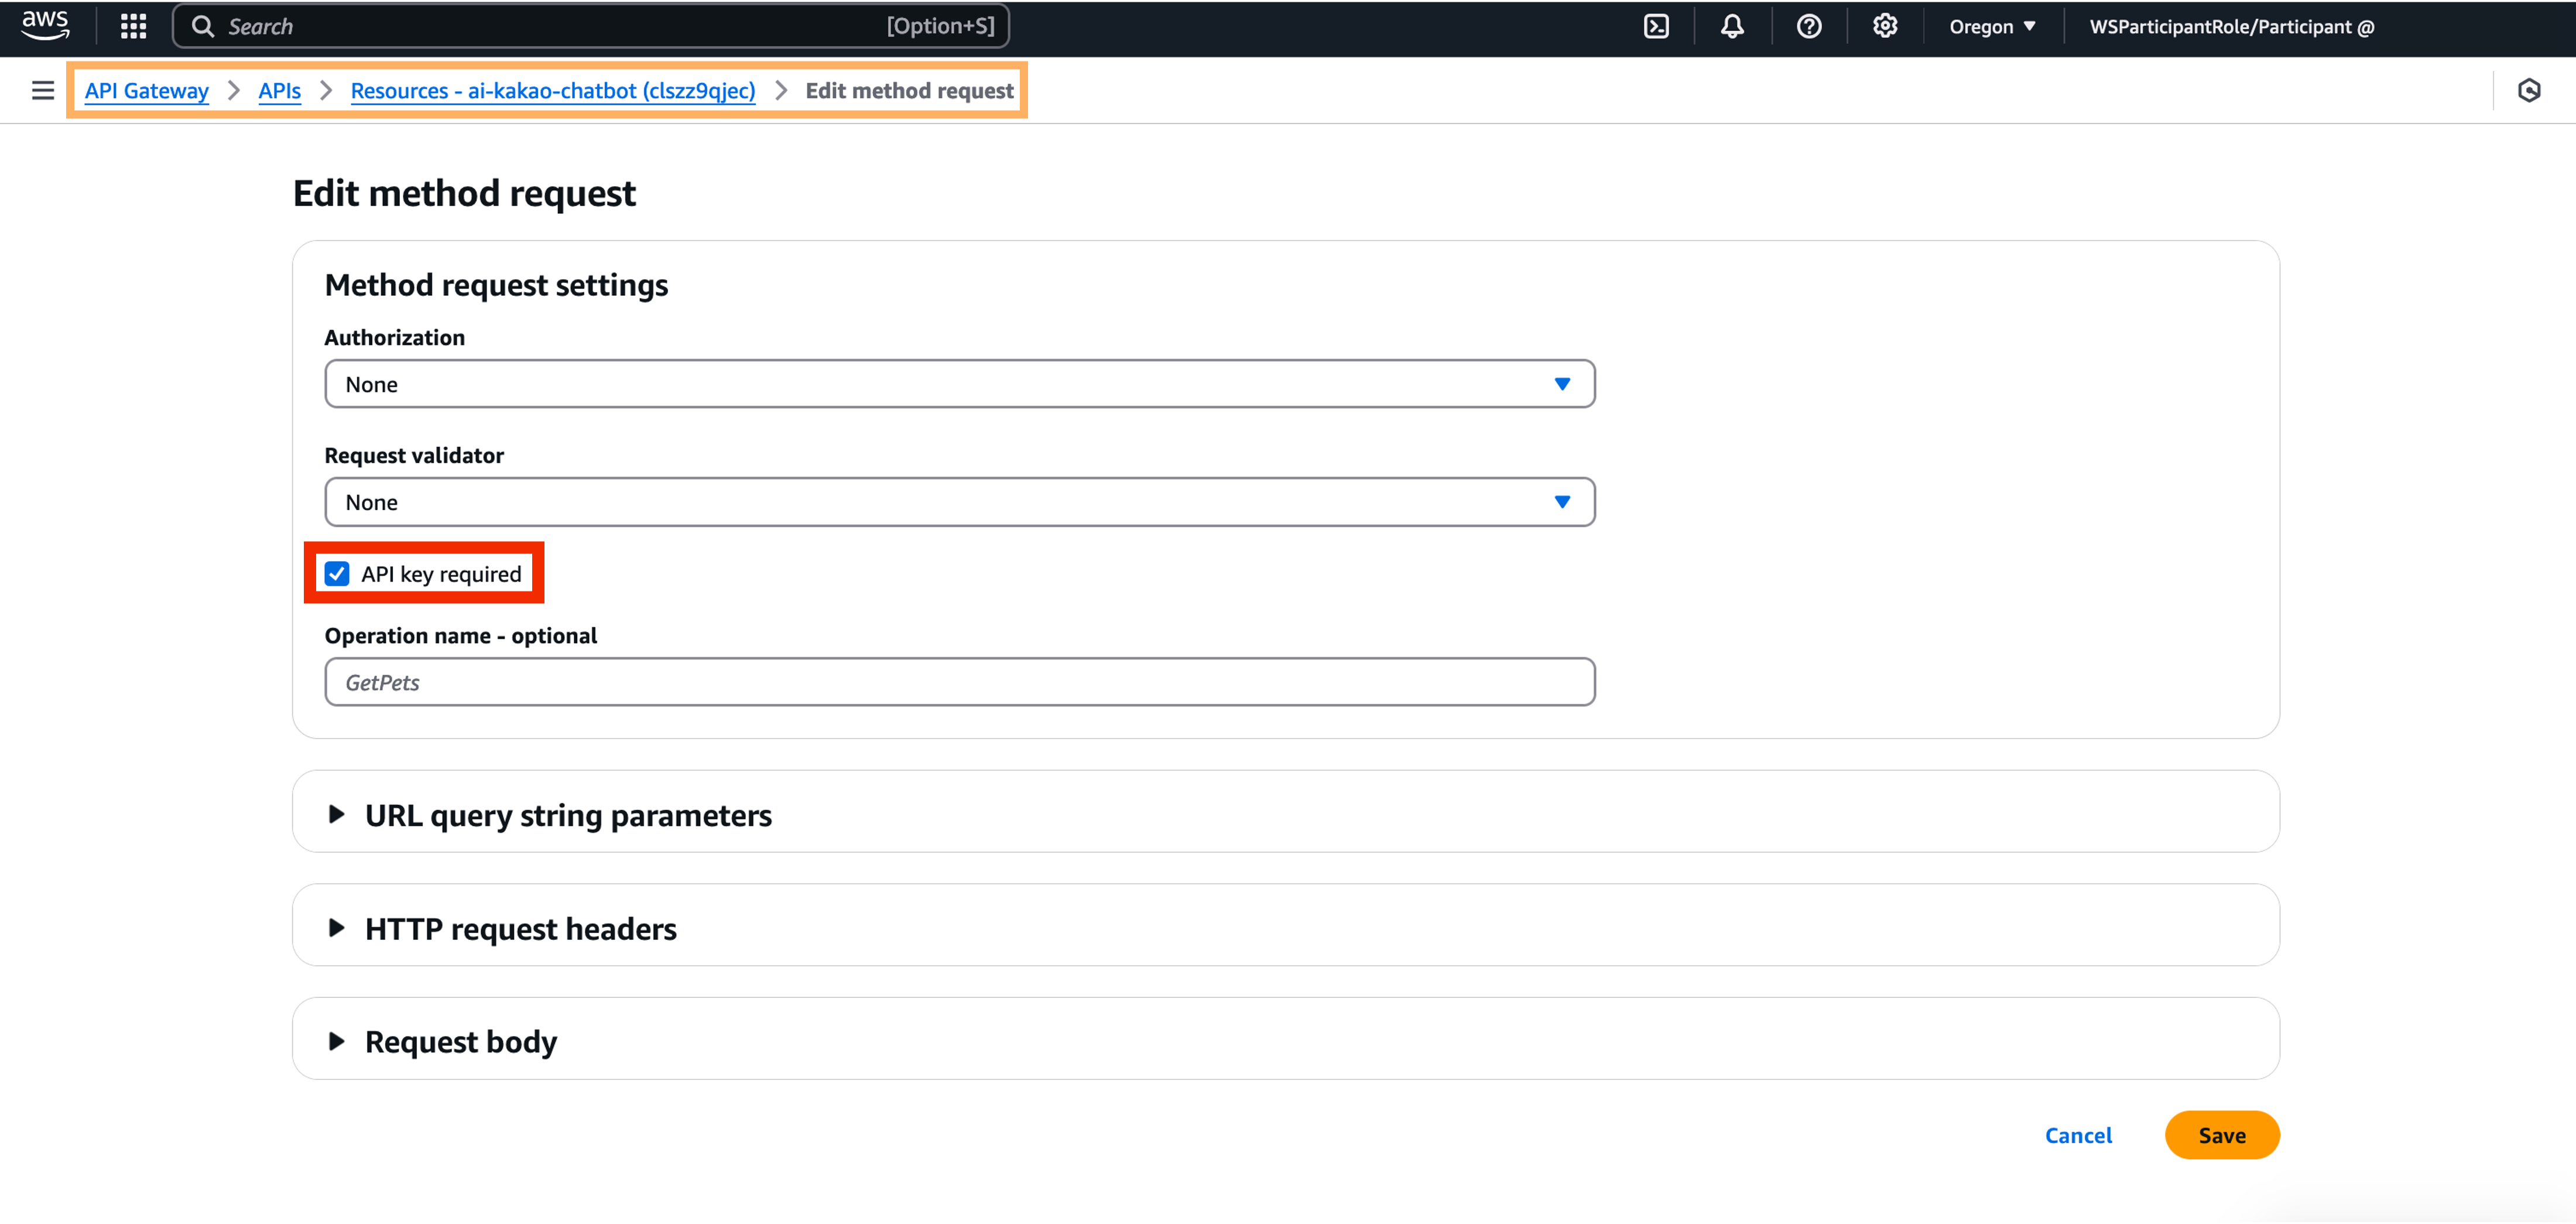 aws
Search [Option+S] Oregon WSParticipantRole/Participant @
API Gateway > APIs > Resources - ai-kakao-chatbot (clszz9qjec) > Edit method request
Edit method request
Method request settings
Authorization
None
Request validator
None
API key required
Operation name - optional
GetPets
URL query string parameters
HTTP request headers
Request body
Cancel Save